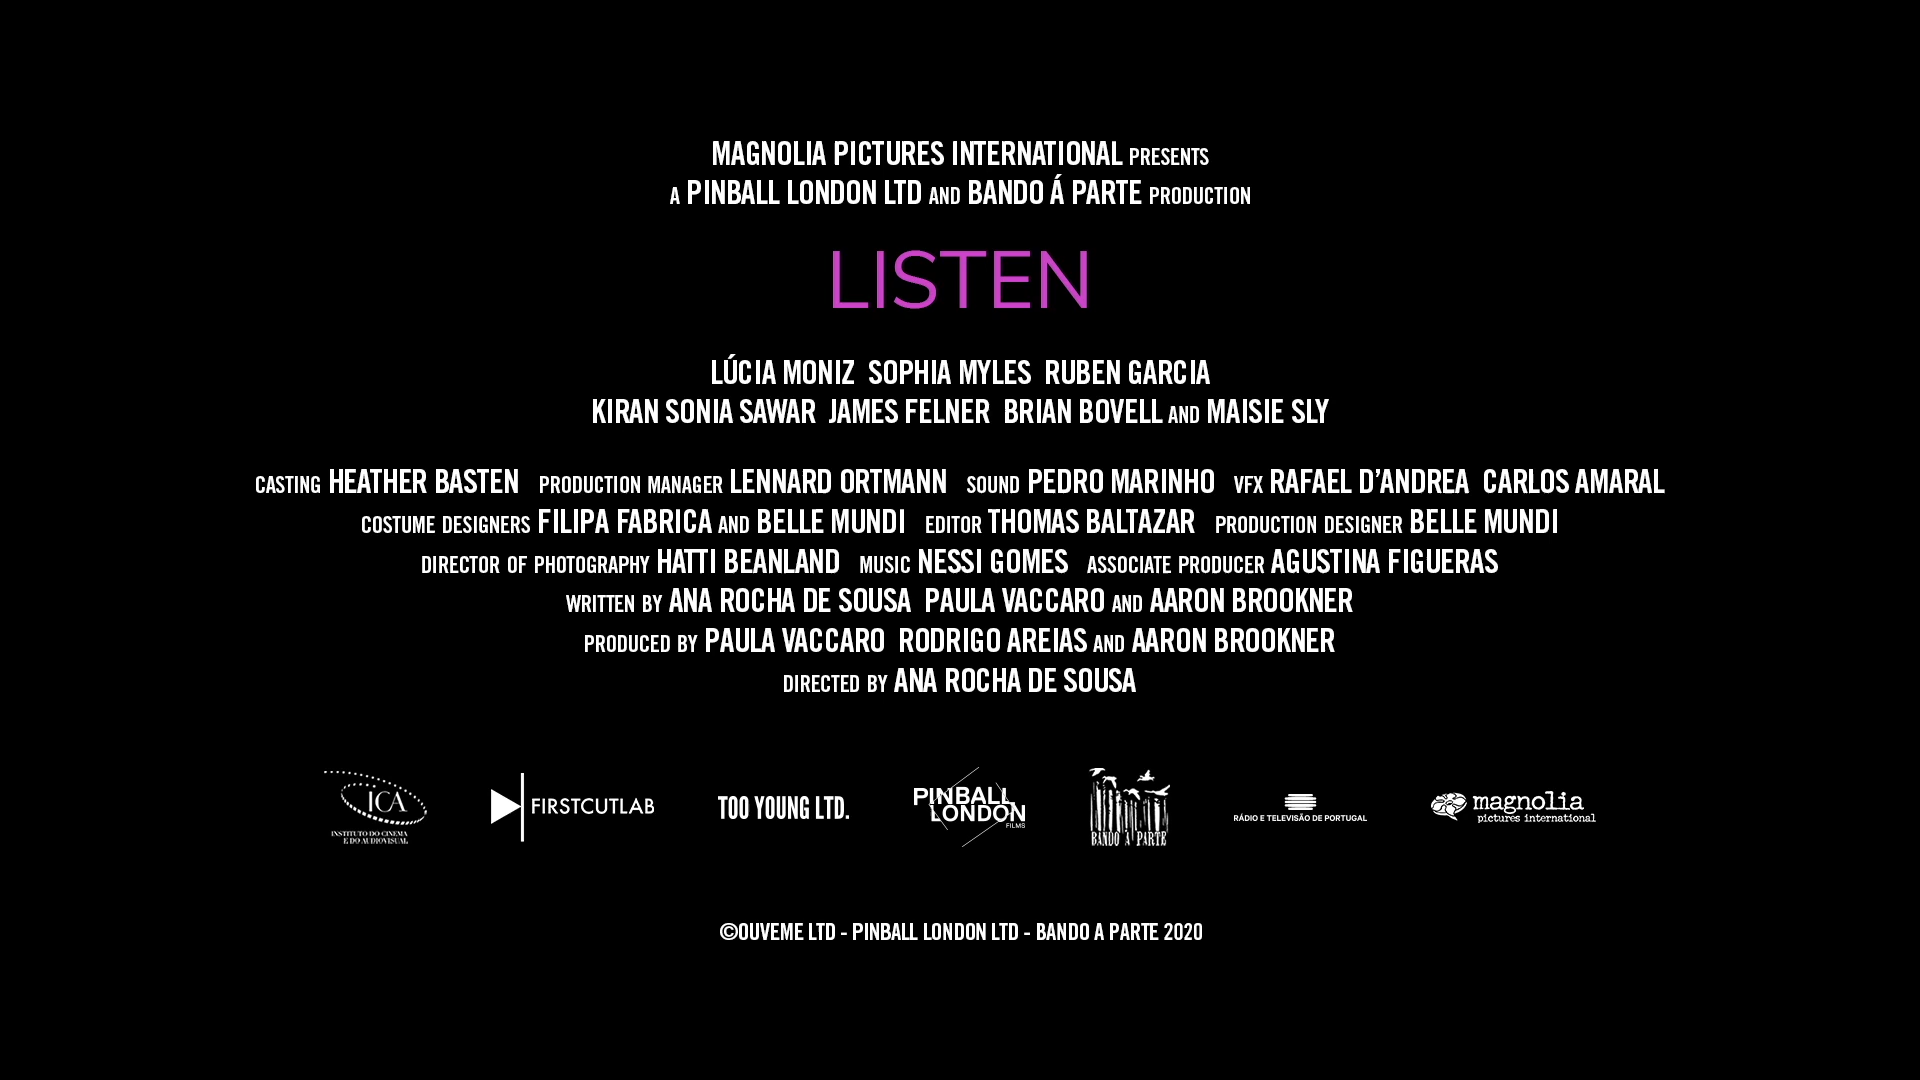 MAGNOLIA PICTURES INTERNATIONAL PRESENTS
A PINBALL LONDON LTD AND BANDO Á PARTE PRODUCTION
LISTEN
LÚCIA MONIZ SOPHIA MYLES RUBEN GARCIA
KIRAN SONIA SAWAR JAMES FELNER BRIAN BOVELL AND MAISIE SLY
CASTING HEATHER BASTEN PRODUCTION MANAGER LENNARD ORTMANN SOUND PEDRO MARINHO VFX RAFAEL D'ANDREA CARLOS AMARAL
COSTUME DESIGNERS FILIPA FABRICA AND BELLE MUNDI EDITOR THOMAS BALTAZAR PRODUCTION DESIGNER BELLE MUNDI
DIRECTOR OF PHOTOGRAPHY HATTI BEANLAND MUSIC NESSI GOMES ASSOCIATE PRODUCER AGUSTINA FIGUERAS
WRITTEN BY ANA ROCHA DE SOUSA PAULA VACCARO AND AARON BROOKNER
PRODUCED BY PAULA VACCARO RODRIGO AREIAS AND AARON BROOKNER
DIRECTED BY ANA ROCHA DE SOUSA
ICA
INSTITUTO DO CINEMA
E DO AUDIOVISUAL
FIRSTCUTLAB
TOO YOUNG LTD.
PINBALL
LONDON
FILMS
BANDO À PARTE
RÁDIO E TELEVISÃO DE PORTUGAL
magnolia
pictures international
©OUVEME LTD - PINBALL LONDON LTD - BANDO A PARTE 2020